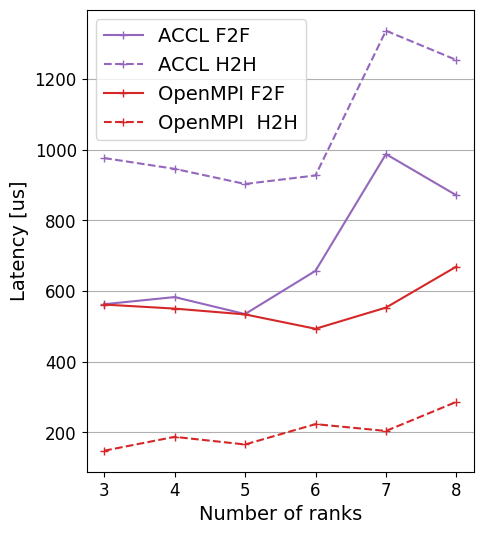 ACCL F2F
ACCL H2H
OpenMPI F2F
OpenMPI  H2H
1200
1000
800
600
400
200
Latency [us]
3 4 5 6 7 8
Number of ranks